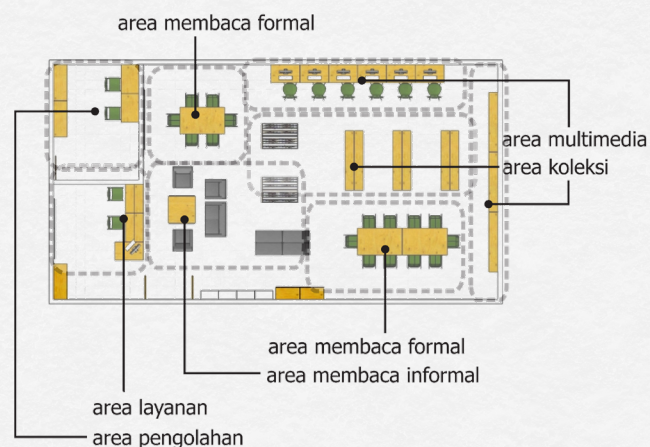 area membaca formal
area multimedia
area koleksi
area membaca formal
area membaca informal
area layanan
area pengolahan